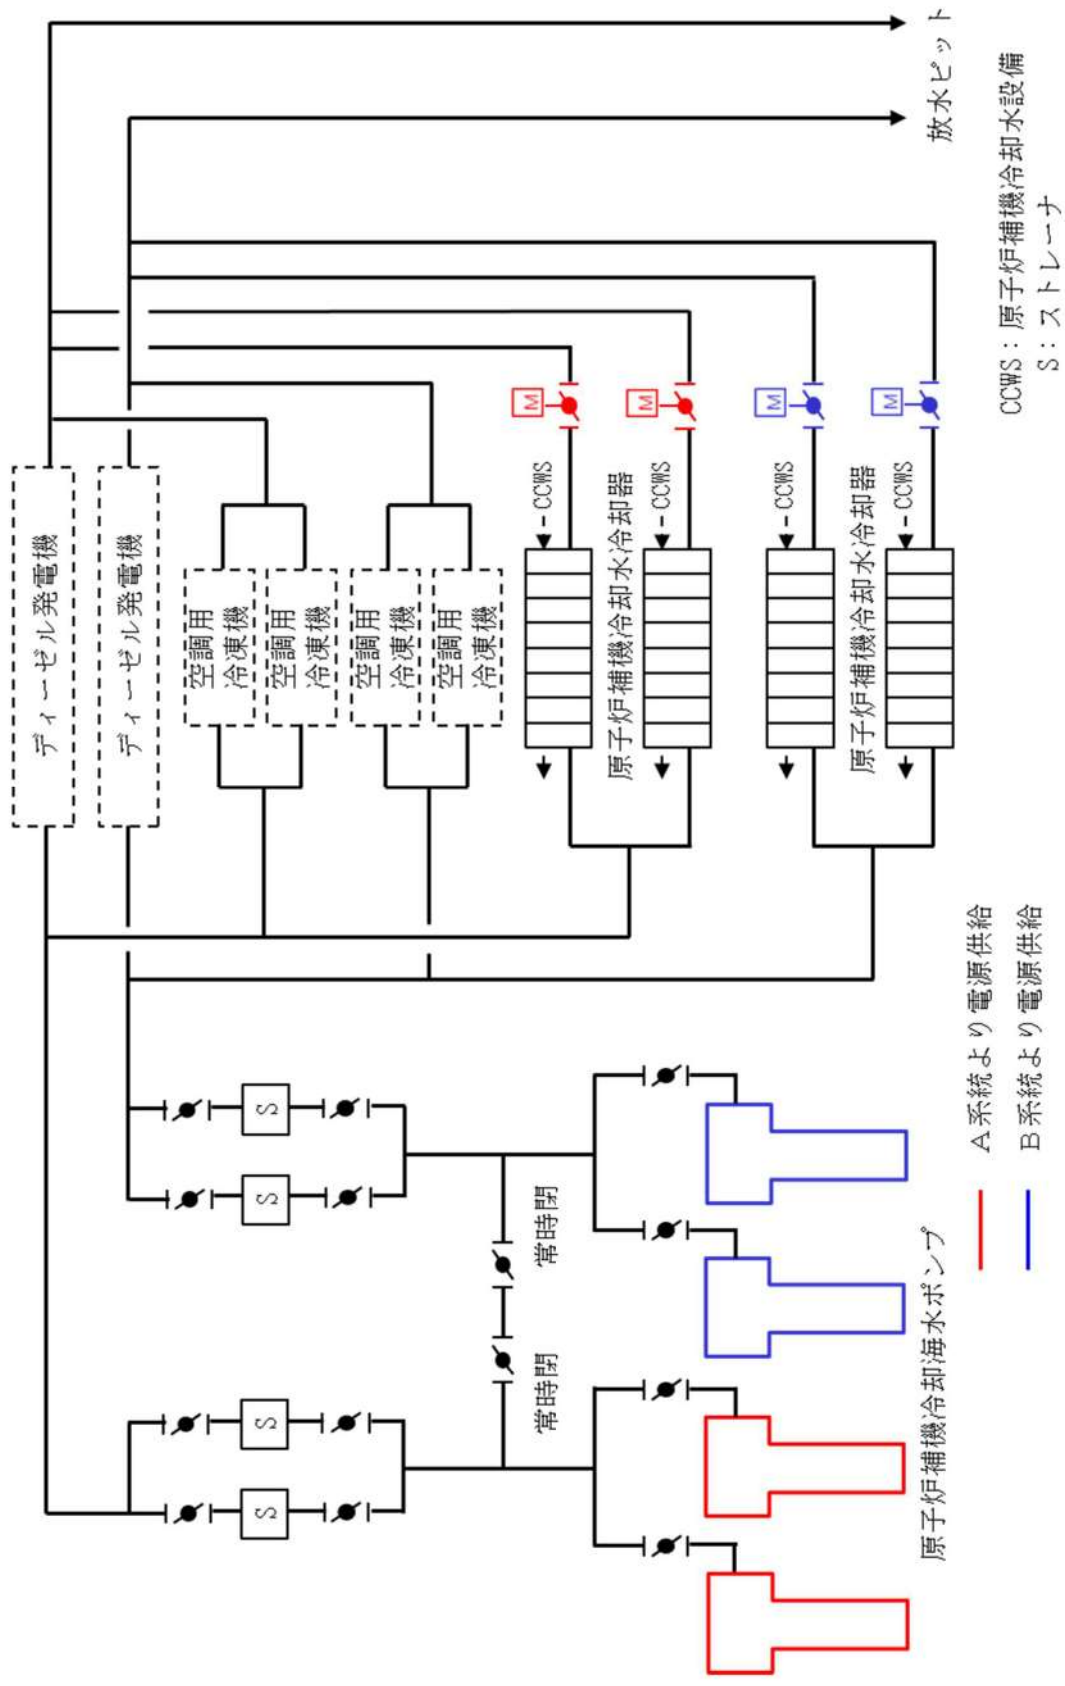 ディーゼル発電機
ディーゼル発電機
空調用
冷凍機
空調用
冷凍機
空調用
冷凍機
空調用
冷凍機
M
M
M
M
CCWS
原子炉補機冷却水冷却器
CCWS
CCWS
原子炉補機冷却水冷却器
CCWS
放水ピット
S
S
S
S
常時閉
常時閉
原子炉補機冷却海水ポンプ
A系統より電源供給
B系統より電源供給
CCWS：原子炉補機冷却水設備
S：ストレーナ